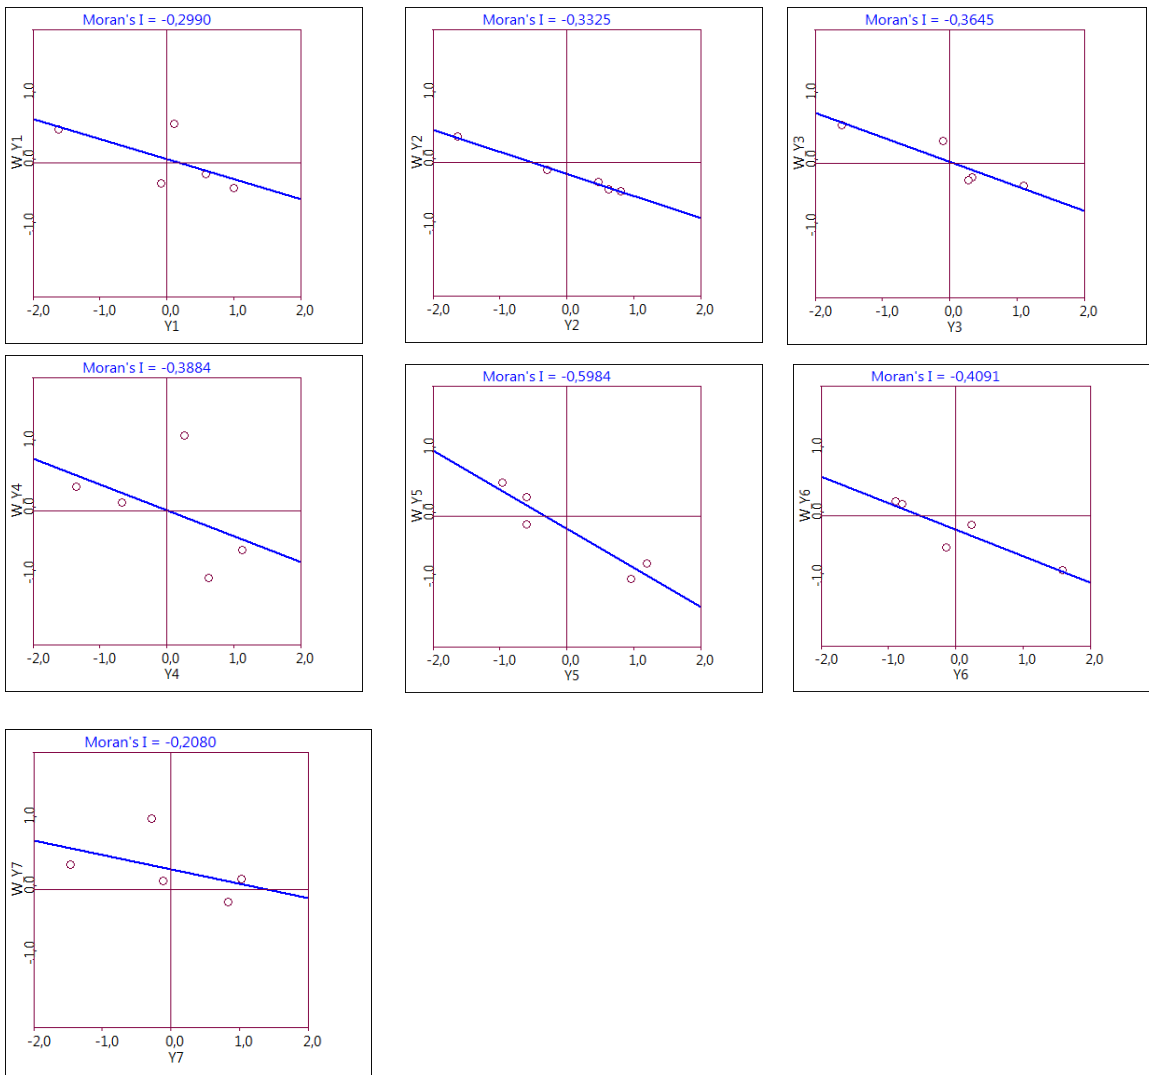 Moran's I = -0,2990
W_Y1
1,0
0,0
-1,0
-2,0 -1,0 0,0 1,0 2,0
Y1
Moran's I = -0,3325
W_Y2
1,0
0,0
-1,0
-2,0 -1,0 0,0 1,0 2,0
Y2
Moran's I = -0,3645
W_Y3
1,0
0,0
-1,0
-2,0 -1,0 0,0 1,0 2,0
Y3
Moran's I = -0,3884
W_Y4
1,0
0,0
-1,0
-2,0 -1,0 0,0 1,0 2,0
Y4
Moran's I = -0,5984
W_Y5
1,0
0,0
-1,0
-2,0 -1,0 0,0 1,0 2,0
Y5
Moran's I = -0,4091
W_Y6
1,0
0,0
-1,0
-2,0 -1,0 0,0 1,0 2,0
Y6
Moran's I = -0,2080
W_Y7
1,0
0,0
-1,0
-2,0 -1,0 0,0 1,0 2,0
Y7